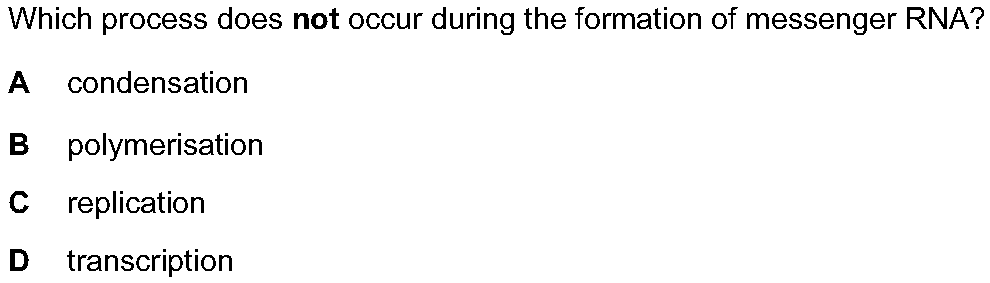 Which process does not occur during the formation of messenger RNA?
A condensation
B polymerisation
C replication
D transcription